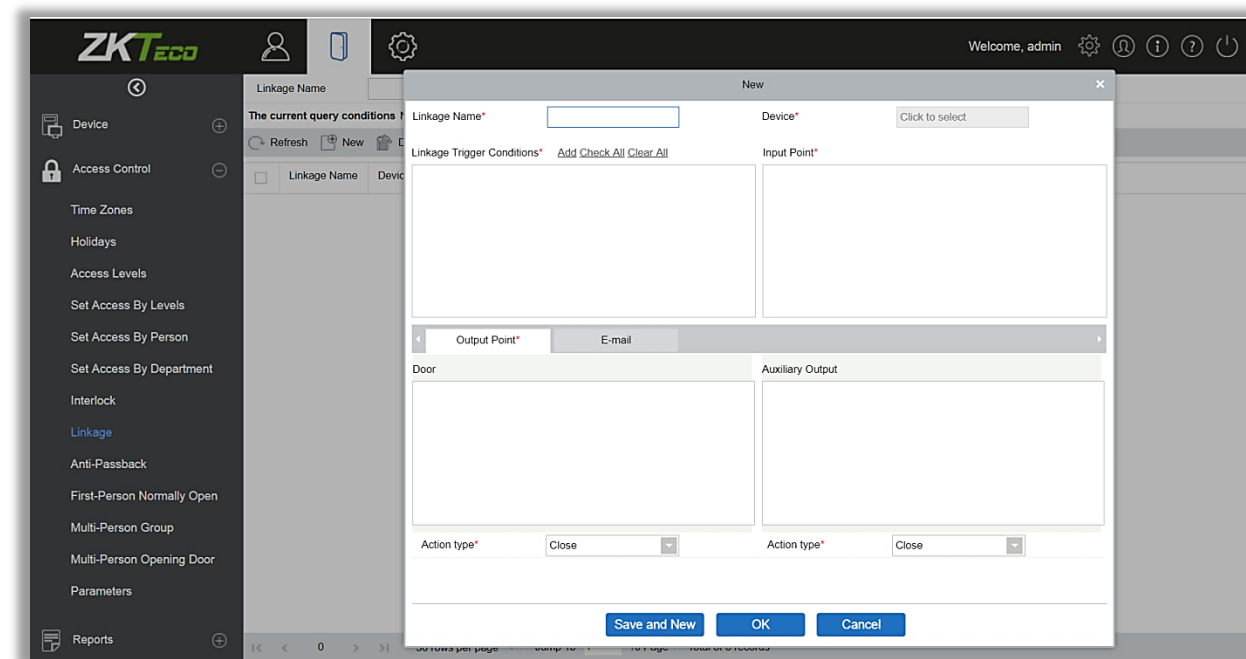 ZKTECO
Welcome, admin
Device
Access Control
Time Zones
Holidays
Access Levels
Set Access By Levels
Set Access By Person
Set Access By Department
Interlock
Linkage
Anti-Passback
First-Person Normally Open
Multi-Person Group
Multi-Person Opening Door
Parameters
Reports
Linkage Name
The current query conditions
Refresh New
Linkage Name
New
Linkage Name* Device* Click to select
Linkage Trigger Conditions* Add Check All Clear All Input Point*
Output Point* E-mail
Door Auxiliary Output
Action type* Close Action type* Close
Save and New OK Cancel
0